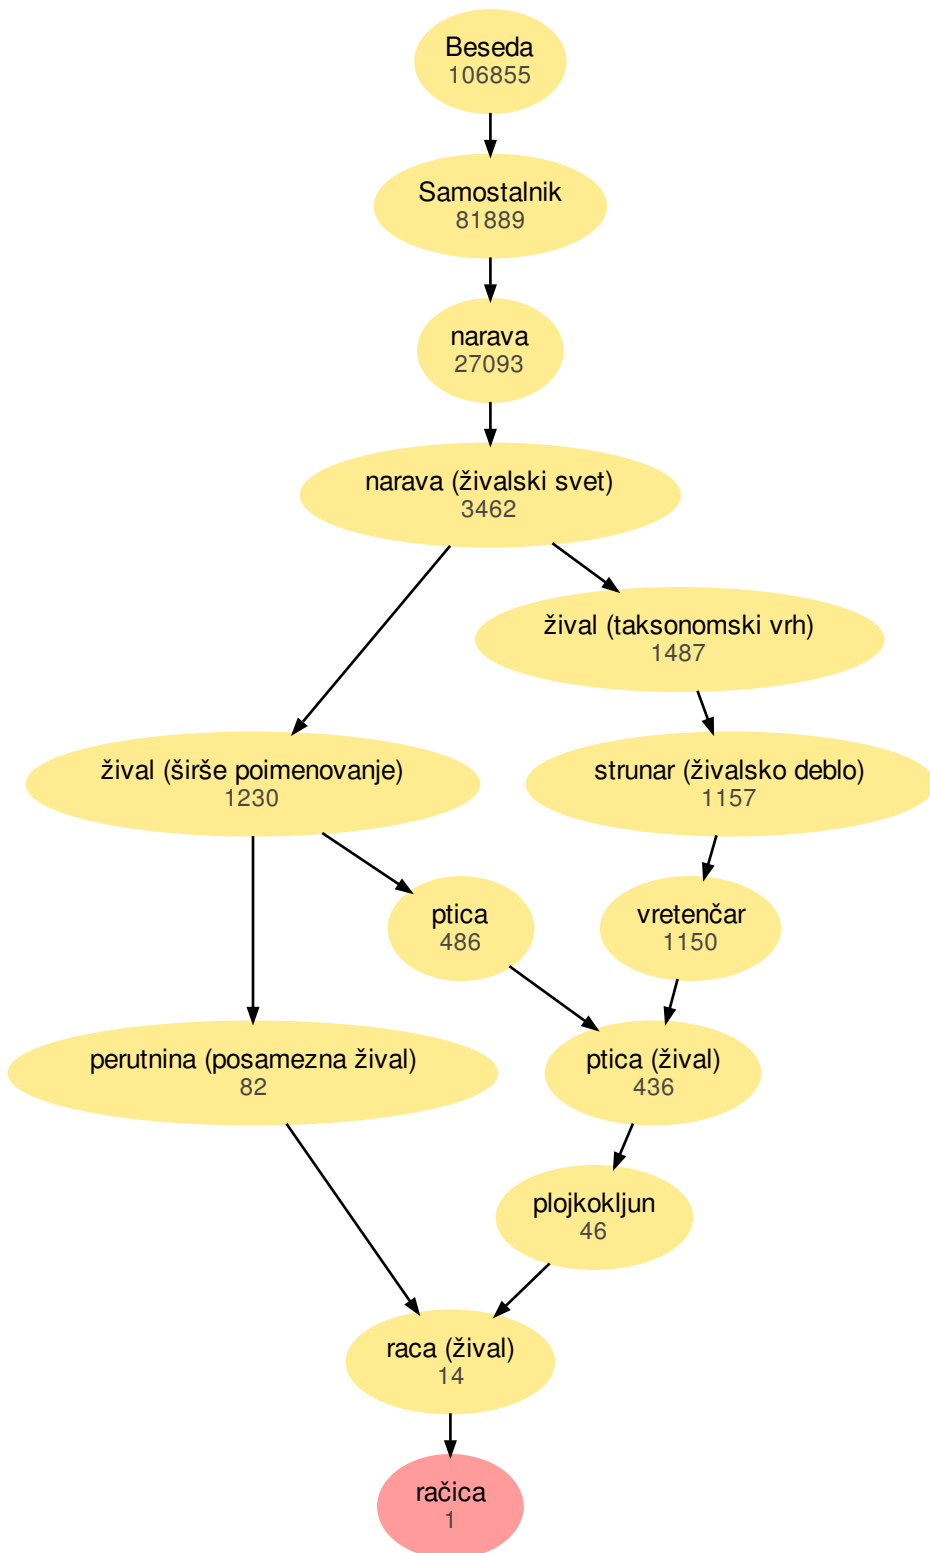 Beseda
106855
Samostalnik
81889
narava
27093
narava (živalski svet)
3462
žival (taksonomski vrh)
1487
žival (širše poimenovanje)
1230
strunar (živalsko deblo)
1157
ptica
486
vretenčar
1150
perutnina (posamezna žival)
82
ptica (žival)
436
plojkokljun
46
raca (žival)
14
račica
1